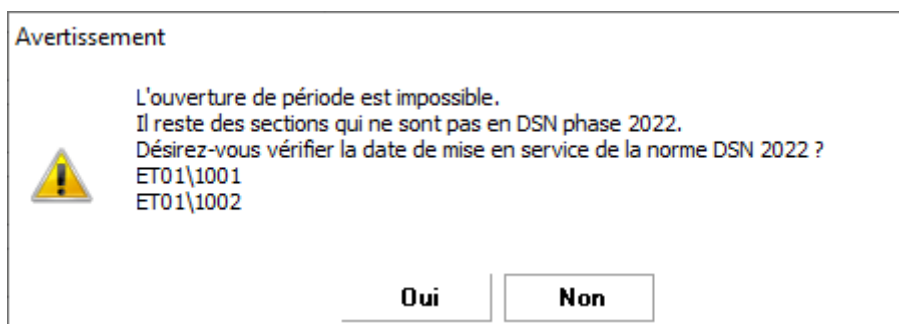 Avertissement
L'ouverture de période est impossible.
Il reste des sections qui ne sont pas en DSN phase 2022.
Désirez-vous vérifier la date de mise en service de la norme DSN 2022 ?
ET01\1001
ET01\1002
Oui
Non